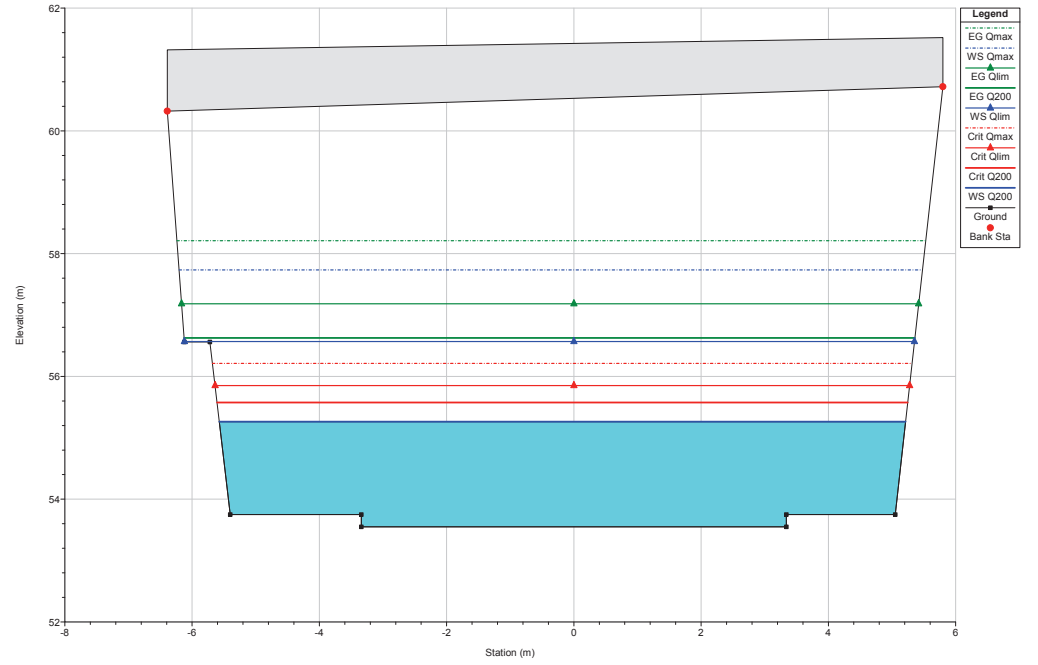 62
60
58
56
54
52
-8
-6
-4
-2
0
2
4
6
Elevation (m)
Station (m)
Legend
EG Qmax
WS Qmax
EG Qlim
EG Q200
WS Qlim
Crit Qmax
Crit Qlim
Crit Q200
WS Q200
Ground
Bank Sta